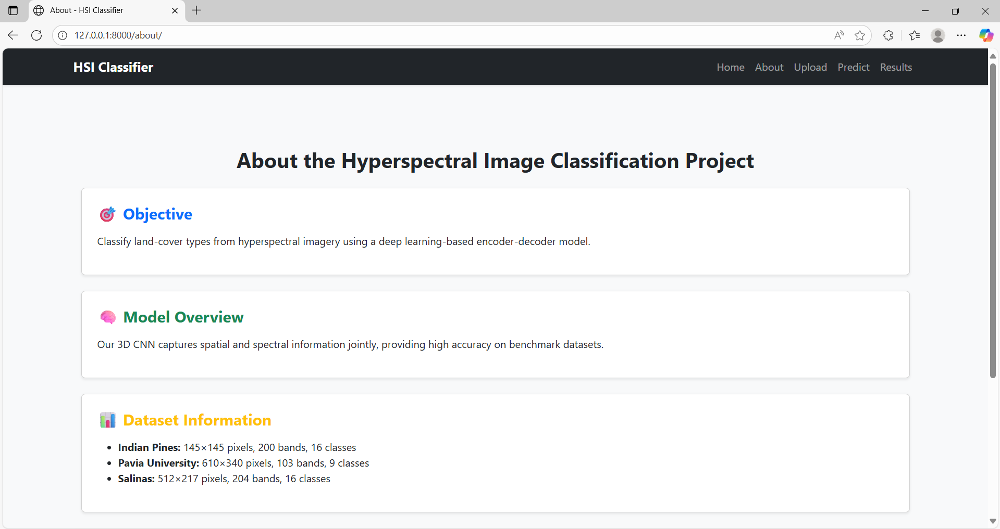 About - HSI Classifier
127.0.0.1:8000/about/
HSI Classifier
Home About Upload Predict Results
About the Hyperspectral Image Classification Project
🎯 Objective
Classify land-cover types from hyperspectral imagery using a deep learning-based encoder-decoder model.
🧠 Model Overview
Our 3D CNN captures spatial and spectral information jointly, providing high accuracy on benchmark datasets.
📊 Dataset Information
• Indian Pines: 145×145 pixels, 200 bands, 16 classes
• Pavia University: 610×340 pixels, 103 bands, 9 classes
• Salinas: 512×217 pixels, 204 bands, 16 classes